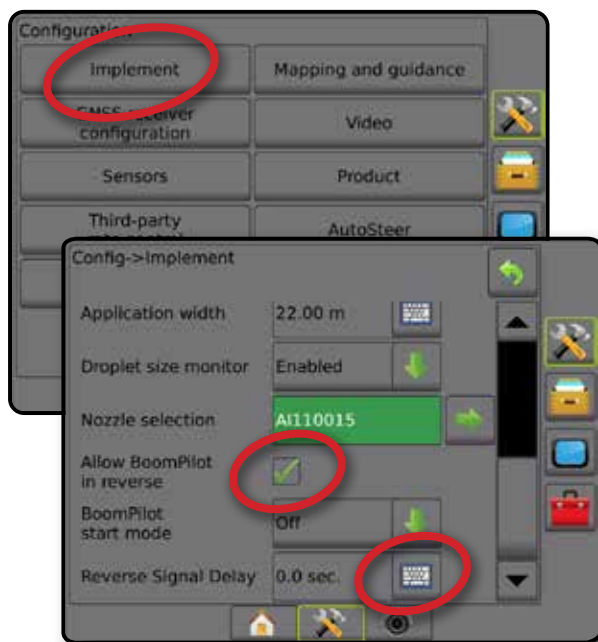 Configuration
Implement
Mapping and guidance
GNSS receiver
configuration
Video
Sensors
Product
Third-party
AutoSteer
Config->Implement
Application width
22.00 m
Droplet size monitor
Enabled
Nozzle selection
AI110015
Allow BoomPilot
in reverse
BoomPilot
start mode
Off
Reverse Signal Delay
0.0 sec.